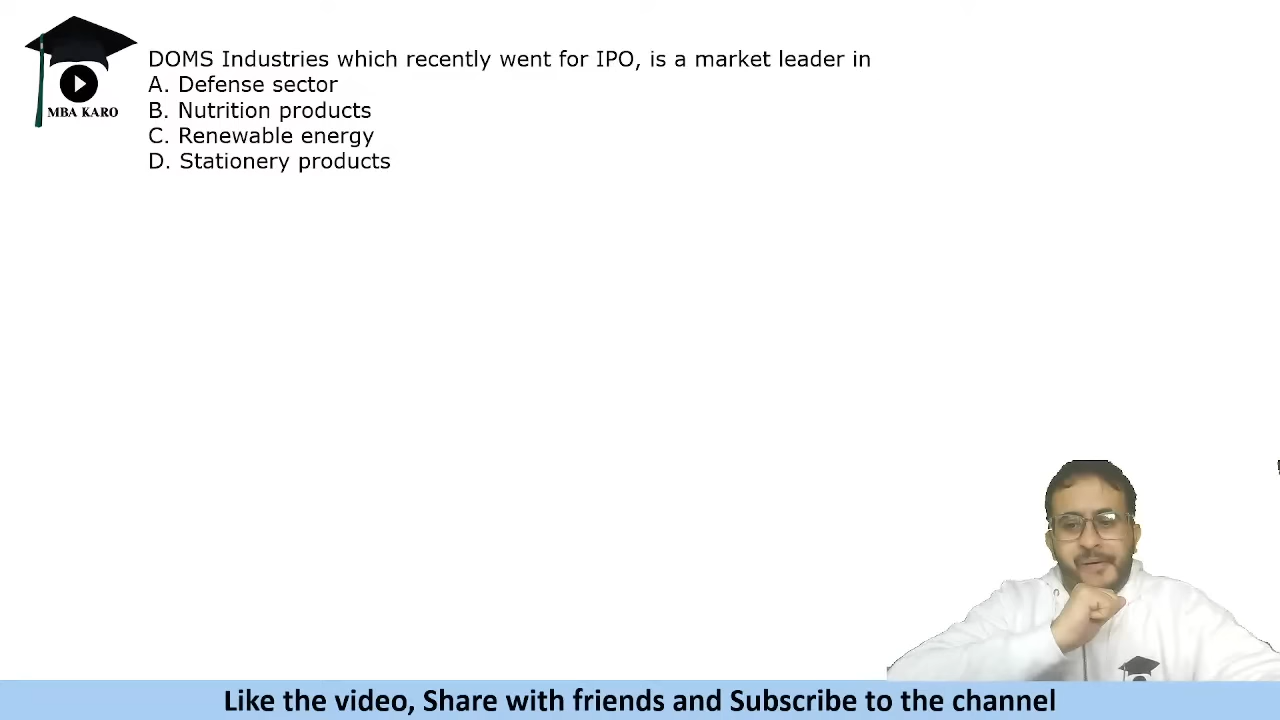 DOMS Industries which recently went for IPO, is a market leader in
A. Defense sector
B. Nutrition products
C. Renewable energy
D. Stationery products
MBA KARO
Like the video, Share with friends and Subscribe to the channel